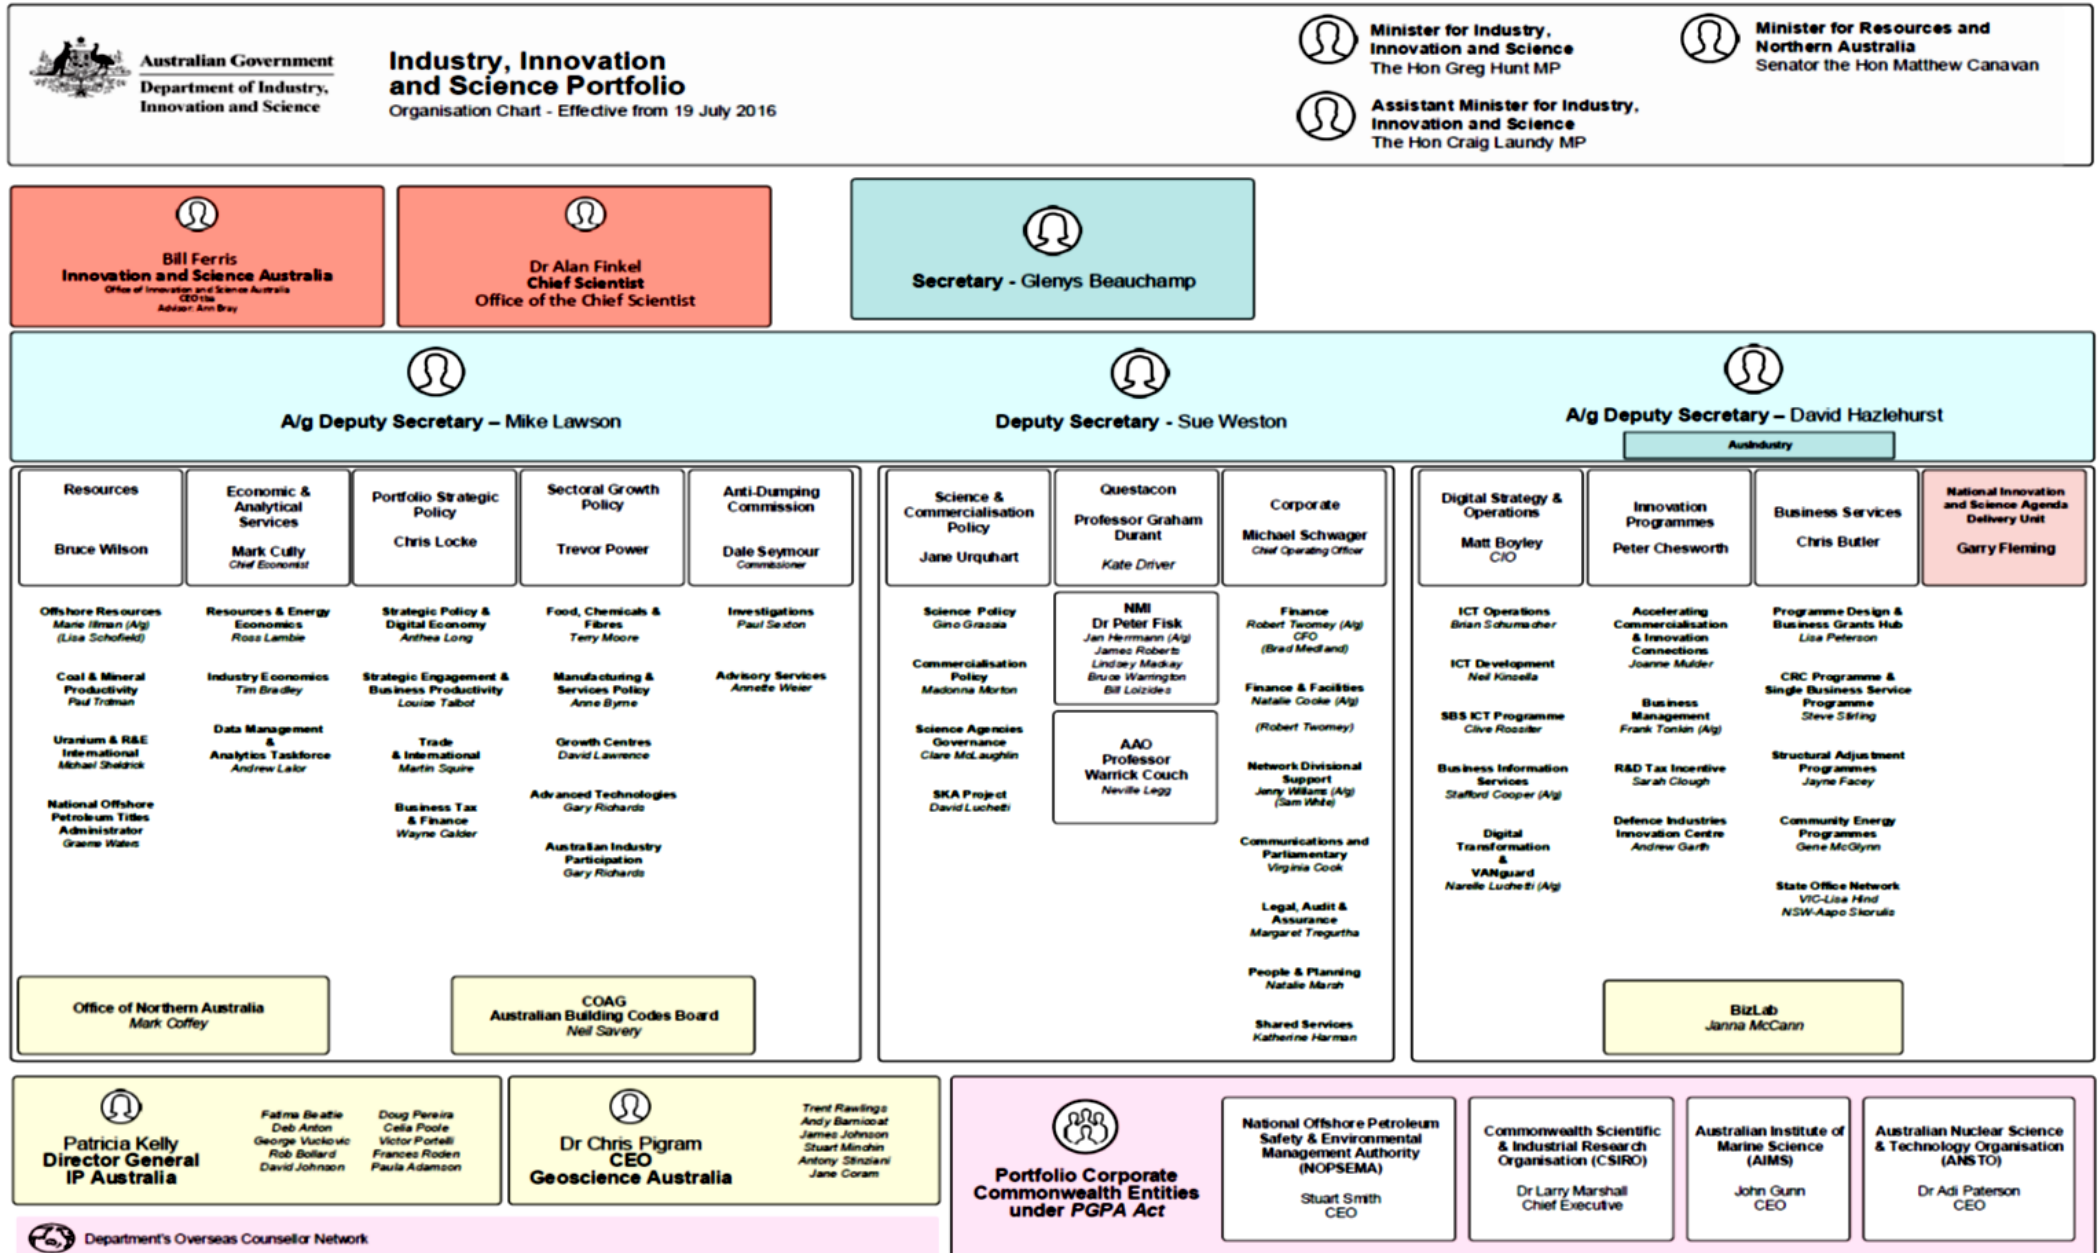 Australian Government
Department of Industry,
Innovation and Science
Industry, Innovation
and Science Portfolio
Organisation Chart - Effective from 19 July 2016
Minister for Industry,
Innovation and Science
The Hon Greg Hunt MP
Assistant Minister for Industry,
Innovation and Science
The Hon Craig Laundy MP
Minister for Resources and
Northern Australia
Senator the Hon Matthew Canavan
Bill Ferris
Innovation and Science Australia
Office of Innovation and Science Australia
CEO tba
Advisor: Ann Bray
Dr Alan Finkel
Chief Scientist
Office of the Chief Scientist
Secretary - Glenys Beauchamp
A/g Deputy Secretary – Mike Lawson
Deputy Secretary - Sue Weston
A/g Deputy Secretary – David Hazlehurst
AusIndustry
Resources
Bruce Wilson
Offshore Resources
Marie Illman (A/g)
(Lisa Schofield)
Coal & Mineral
Productivity
Paul Trotman
Uranium & R&E
International
Michael Sheldrick
National Offshore
Petroleum Titles
Administrator
Graeme Waters
Economic &
Analytical
Services
Mark Cully
Chief Economist
Resources & Energy
Economics
Ross Lambie
Industry Economics
Tim Bradley
Data Management
&
Analytics Taskforce
Andrew Lalor
Portfolio Strategic
Policy
Chris Locke
Strategic Policy &
Digital Economy
Anthea Long
Strategic Engagement &
Business Productivity
Louise Talbot
Trade
& International
Martin Squire
Business Tax
& Finance
Wayne Calder
Sectoral Growth
Policy
Trevor Power
Food, Chemicals &
Fibres
Terry Moore
Manufacturing &
Services Policy
Anne Byrne
Growth Centres
David Lawrence
Advanced Technologies
Gary Richards
Australian Industry
Participation
Gary Richards
Anti-Dumping
Commission
Dale Seymour
Commissioner
Investigations
Paul Sexton
Advisory Services
Annette Weier
Office of Northern Australia
Mark Coffey
COAG
Australian Building Codes Board
Neil Savery
Science &
Commercialisation
Policy
Jane Urquhart
Science Policy
Gino Grassia
Commercialisation
Policy
Madonna Morton
Science Agencies
Governance
Clare McLaughlin
SKA Project
David Luchetti
Questacon
Professor Graham
Durant
Kate Driver
NMI
Dr Peter Fisk
Jan Herrmann (A/g)
James Roberts
Lindsey Mackay
Bruce Warrington
Bill Loizides
AAO
Professor
Warrick Couch
Neville Legg
Corporate
Michael Schwager
Chief Operating Officer
Finance
Robert Twomey (A/g)
CFO
(Brad Medland)
Finance & Facilities
Natalie Cooke (A/g)
(Robert Twomey)
Network Divisional
Support
Jenny Williams (A/g)
(Sam White)
Communications and
Parliamentary
Virginia Cook
Legal, Audit &
Assurance
Margaret Tregurtha
People & Planning
Natalie Marsh
Shared Services
Katherine Harman
Digital Strategy &
Operations
Matt Boyley
CIO
ICT Operations
Brian Schumacher
ICT Development
Neil Kinsella
SBS ICT Programme
Clive Rossiter
Business Information
Services
Stafford Cooper (A/g)
Digital
Transformation
&
VANguard
Narelle Luchetti (A/g)
Innovation
Programmes
Peter Chesworth
Accelerating
Commercialisation
& Innovation
Connections
Joanne Mulder
Business
Management
Frank Tonkin (A/g)
R&D Tax Incentive
Sarah Clough
Defence Industries
Innovation Centre
Andrew Garth
Business Services
Chris Butler
Programme Design &
Business Grants Hub
Lisa Peterson
CRC Programme &
Single Business Service
Programme
Steve Stirling
Structural Adjustment
Programmes
Jayne Facey
Community Energy
Programmes
Gene McGlynn
State Office Network
VIC-Lisa Hind
NSW-Aapo Skorulis
National Innovation
and Science Agenda
Delivery Unit
Garry Fleming
BizLab
Janna McCann
Patricia Kelly
Director General
IP Australia
Fatima Beattie
Deb Anton
George Vuckovic
Rob Bollard
David Johnson
Doug Pereira
Celia Poole
Victor Portelli
Frances Roden
Paula Adamson
Dr Chris Pigram
CEO
Geoscience Australia
Trent Rawlings
Andy Barnicoat
James Johnson
Stuart Minchin
Antony Stinziani
Jane Coram
Portfolio Corporate
Commonwealth Entities
under PGPA Act
National Offshore Petroleum
Safety & Environmental
Management Authority
(NOPSEMA)
Stuart Smith
CEO
Commonwealth Scientific
& Industrial Research
Organisation (CSIRO)
Dr Larry Marshall
Chief Executive
Australian Institute of
Marine Science
(AIMS)
John Gunn
CEO
Australian Nuclear Science
& Technology Organisation
(ANSTO)
Dr Adi Paterson
CEO
Department's Overseas Counsellor Network